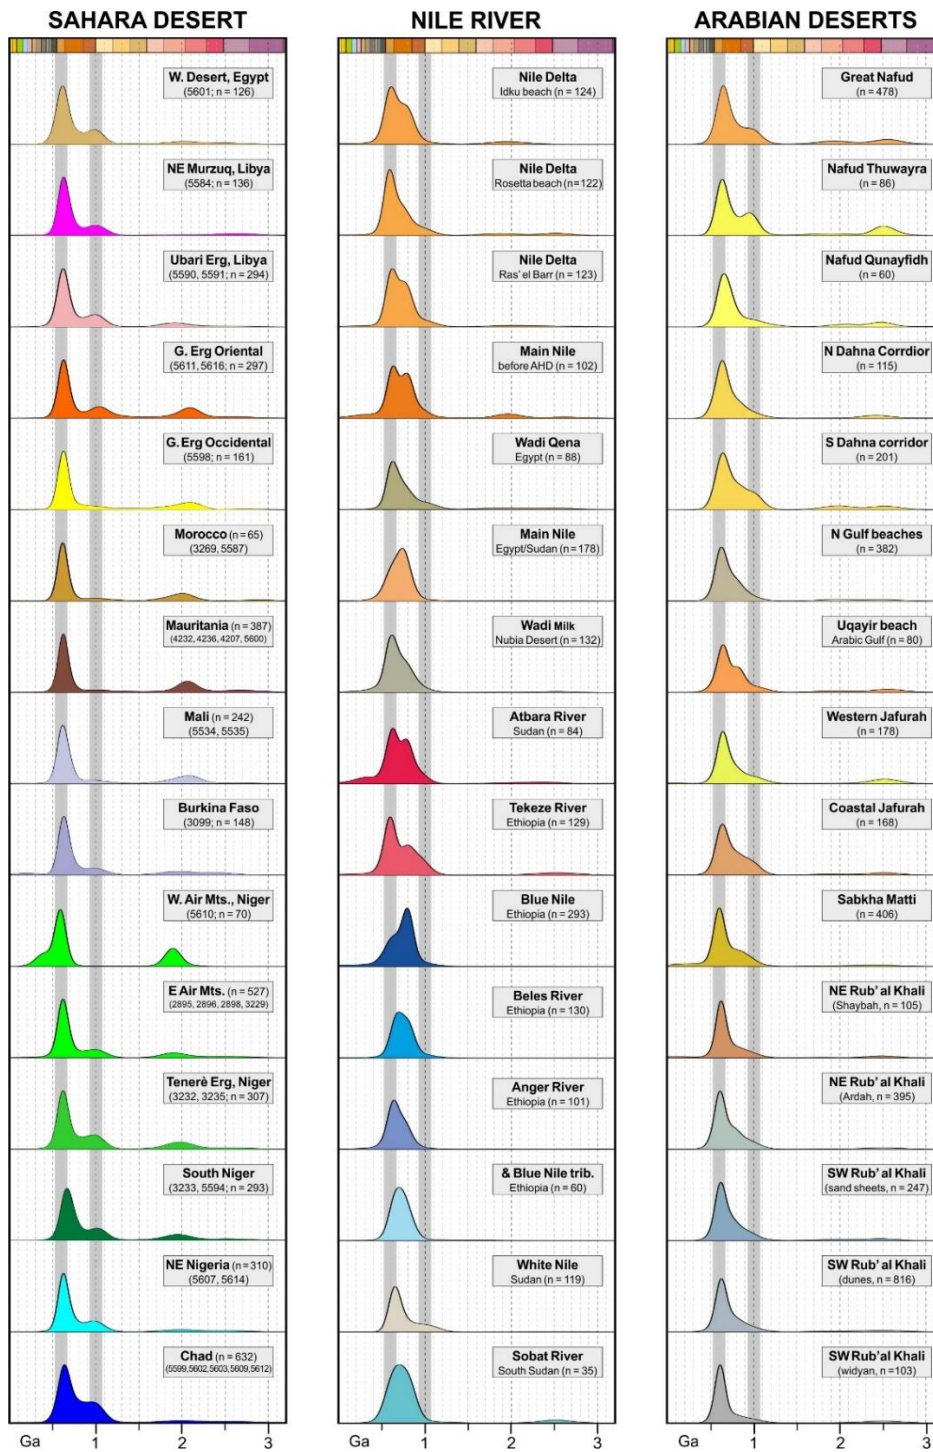 SAHARA DESERT
W. Desert, Egypt
(5601; n = 126)
NE Murzuq, Libya
(5584; n = 136)
Ubari Erg, Libya
(5590, 5591; n = 294)
G. Erg Oriental
(5611, 5616; n = 297)
G. Erg Occidental
(5598; n = 161)
Morocco (n = 65)
(3269, 5587)
Mauritania (n = 387)
(4232, 4236, 4207, 5600)
Mali (n = 242)
(5534, 5535)
Burkina Faso
(3099; n = 148)
W. Air Mts., Niger
(5610; n = 70)
E Air Mts. (n = 527)
(2895, 2896, 2898, 3229)
Tenerè Erg, Niger
(3232, 3235; n = 307)
South Niger
(3233, 5594; n = 293)
NE Nigeria (n = 310)
(5607, 5614)
Chad (n = 632)
(5599,5602,5603,5609,5612)
Ga 1 2 3
NILE RIVER
Nile Delta
Idku beach (n = 124)
Nile Delta
Rosetta beach (n=122)
Nile Delta
Ras' el Barr (n = 123)
Main Nile
before AHD (n = 102)
Wadi Qena
Egypt (n = 88)
Main Nile
Egypt/Sudan (n = 178)
Wadi Milk
Nubia Desert (n = 132)
Atbara River
Sudan (n = 84)
Tekeze River
Ethiopia (n = 129)
Blue Nile
Ethiopia (n = 293)
Beles River
Ethiopia (n = 130)
Anger River
Ethiopia (n = 101)
& Blue Nile trib.
Ethiopia (n = 60)
White Nile
Sudan (n = 119)
Sobat River
South Sudan (n = 35)
Ga 1 2 3
ARABIAN DESERTS
Great Nafud
(n = 478)
Nafud Thuwayra
(n = 86)
Nafud Qunayfidh
(n = 60)
N Dahna Corrdior
(n = 115)
S Dahna corridor
(n = 201)
N Gulf beaches
(n = 382)
Uqayir beach
Arabic Gulf (n = 80)
Western Jafurah
(n = 178)
Coastal Jafurah
(n = 168)
Sabkha Matti
(n = 406)
NE Rub' al Khali
(Shaybah, n = 105)
NE Rub' al Khali
(Ardah, n = 395)
SW Rub' al Khali
(sand sheets, n = 247)
SW Rub' al Khali
(dunes, n = 816)
SW Rub'al Khali
(widyan, n =103)
Ga 1 2 3